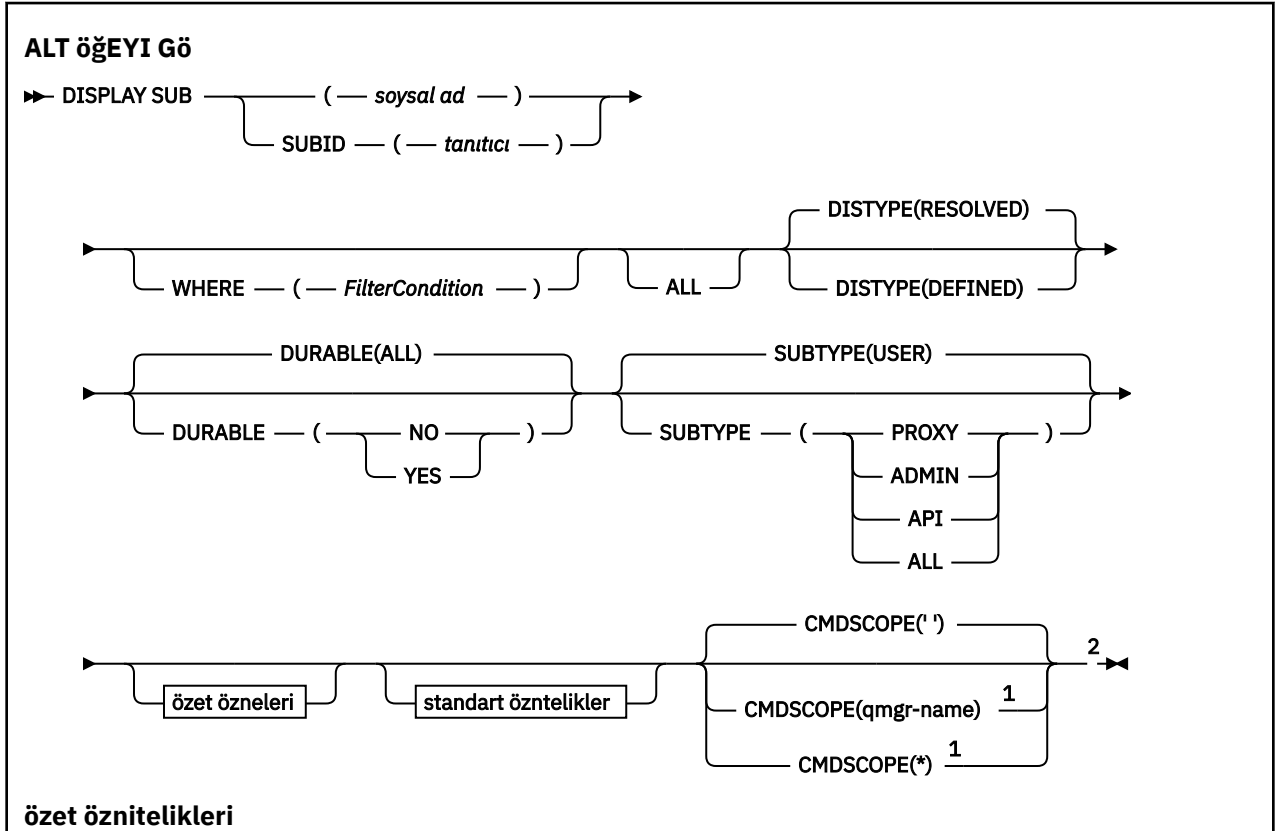 ALT öğEYI Gö
DISPLAY SUB ( soysal ad )
SUBID ( tanıtıcı )
DISTYPE(RESOLVED)
WHERE ( FilterCondition ) ALL DISTYPE(DEFINED)
DURABLE(ALL) SUBTYPE(USER)
DURABLE ( NO ) SUBTYPE ( PROXY )
YES ADMIN
API
ALL
CMDSCOPE(' ')
2
özet özneleri standart özntelikler CMDSCOPE(qmgr-name) 1
CMDSCOPE(*) 1
özet öznitelikleri